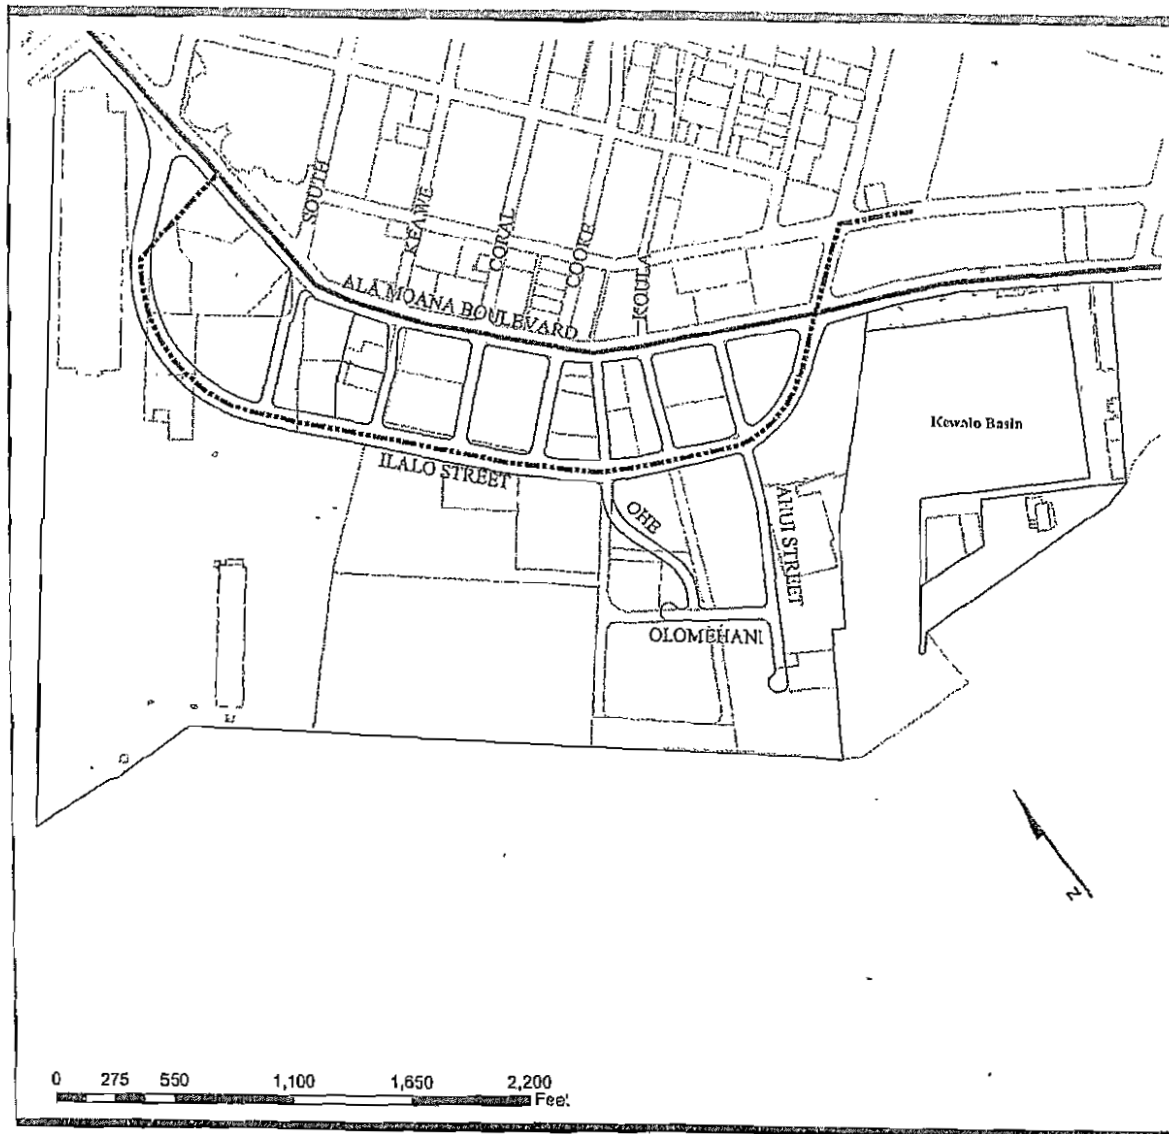 SOUTH
KEAWE
CORAL
COOKE
KOULA
ALA MOANA BOULEVARD
Kewalo Basin
ILALO STREET
OHE
AHUI STREET
OLOMEHANI
N
0 275 550 1,100 1,650 2,200
Feet